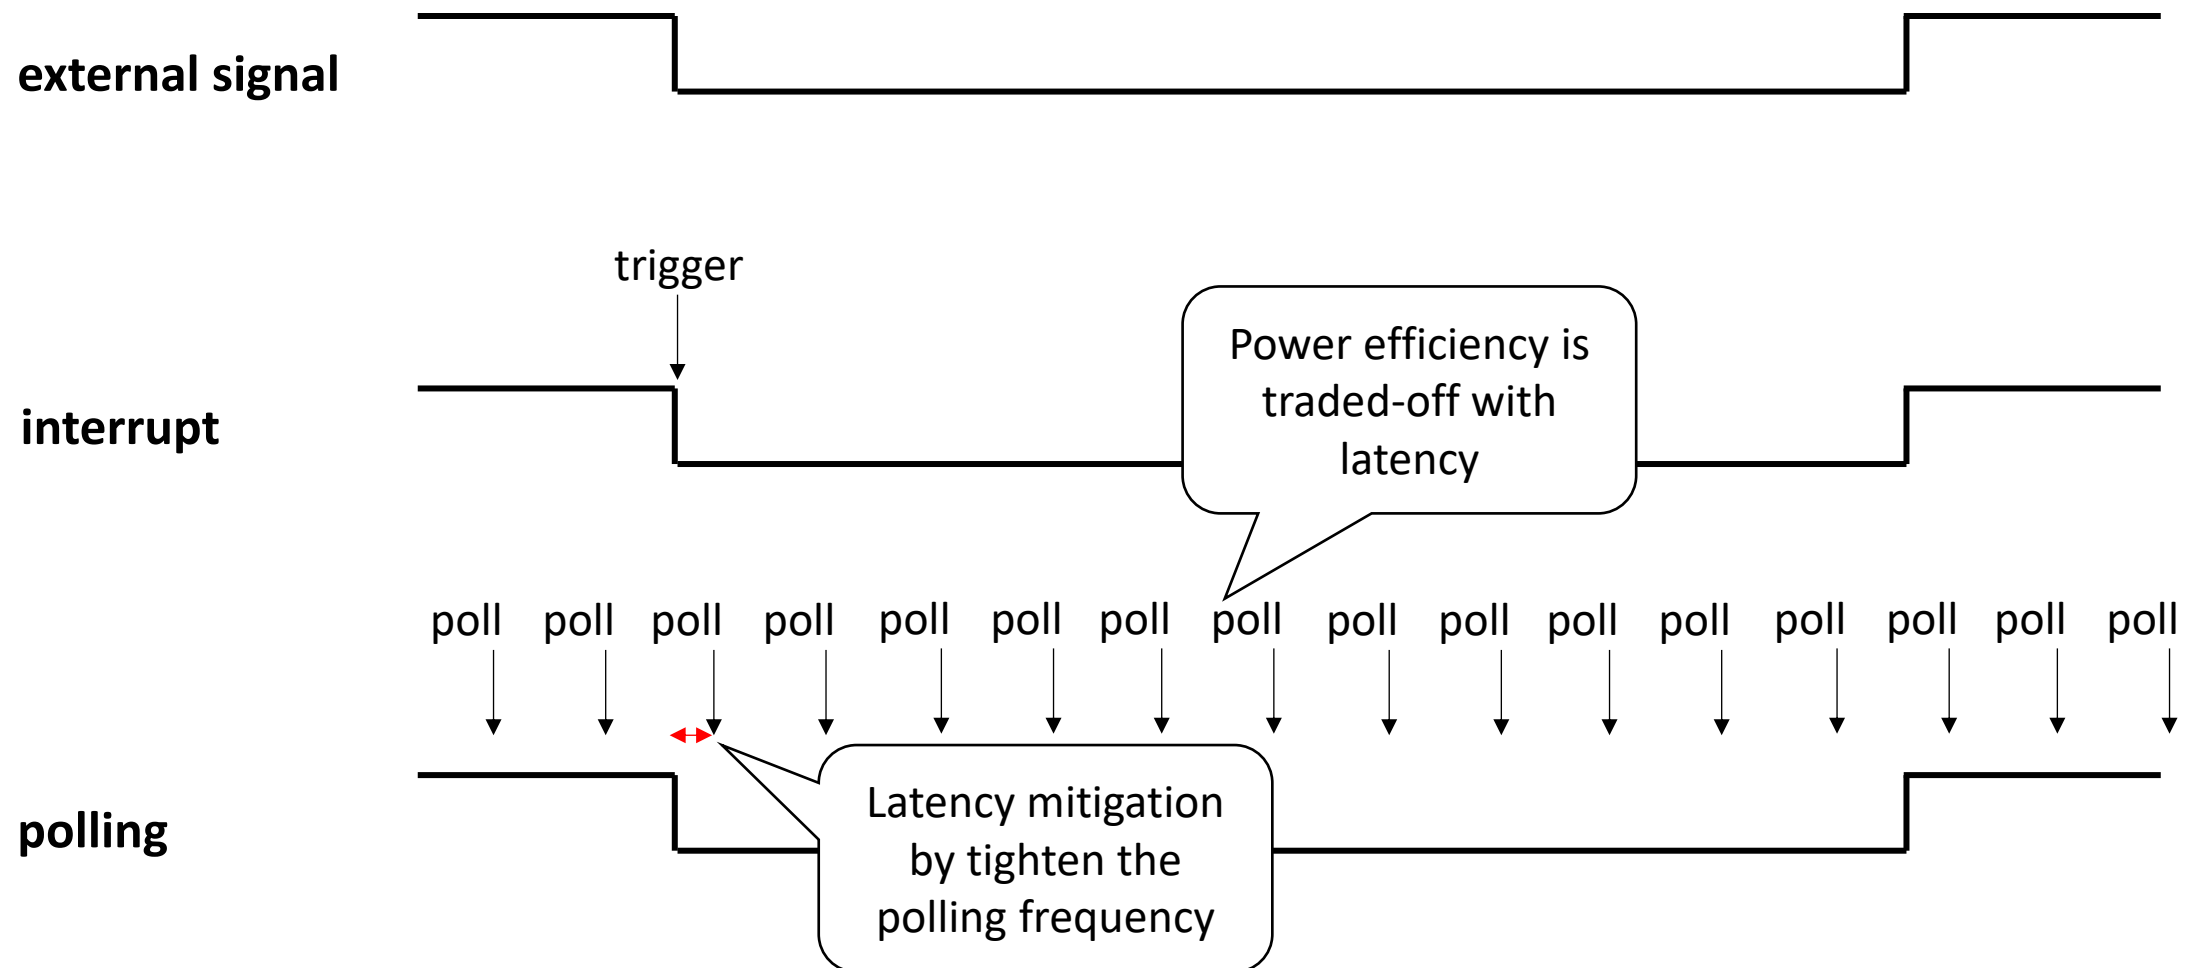 external signal
trigger
Power efficiency is
traded-off with
latency
interrupt
poll poll poll poll poll poll poll poll poll poll poll poll poll poll poll poll
Latency mitigation
by tighten the
polling frequency
polling